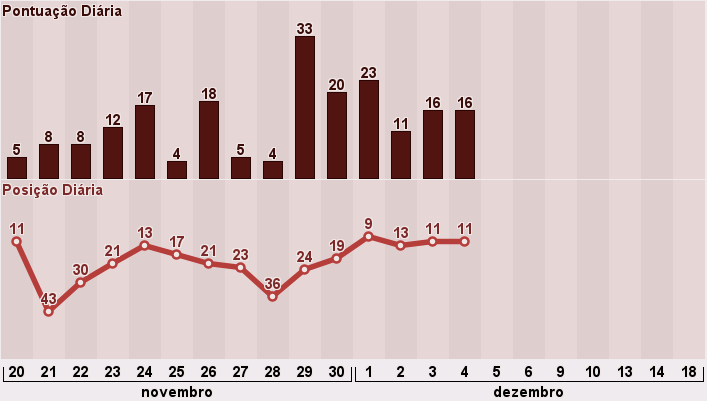 Pontuação Diária
5 8 8 12 17 4 18 5 4 33 20 23 11 16 16
Posição Diária
11 43 30 21 13 17 21 23 36 24 19 9 13 11 11
20 21 22 23 24 25 26 27 28 29 30 1 2 3 4 5 6 9 10 13 14 18
novembro dezembro